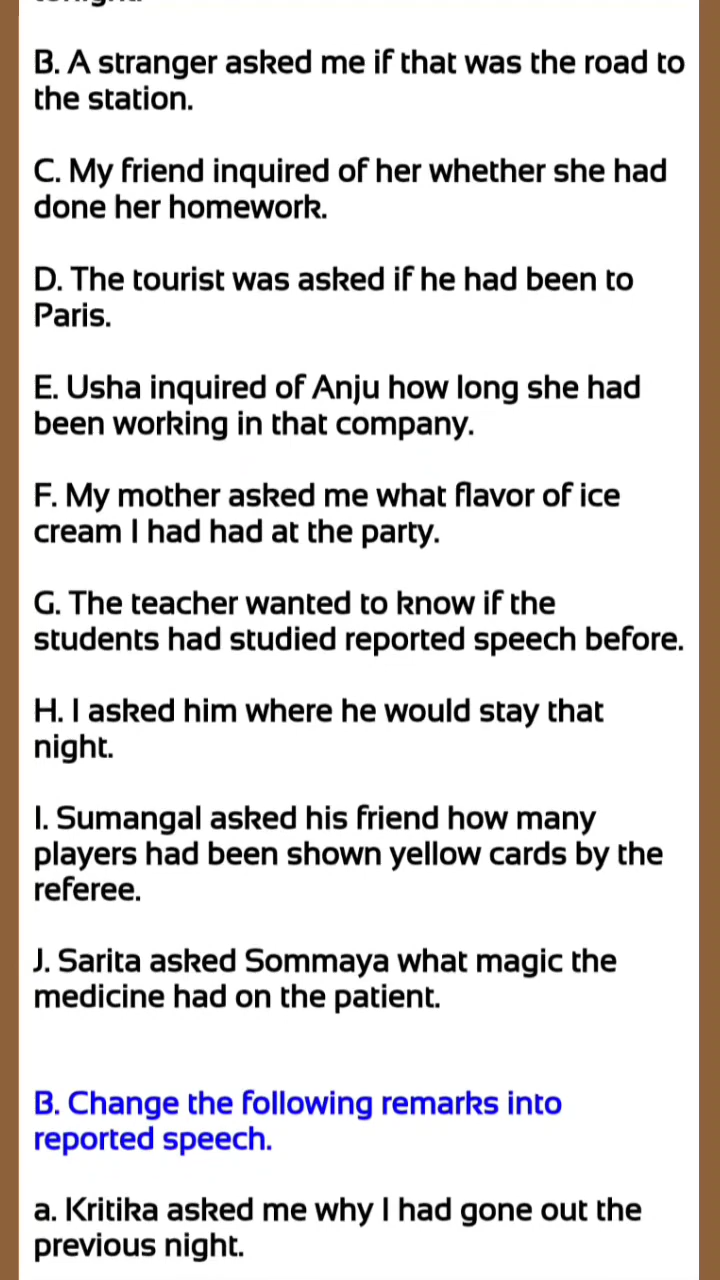 B. A stranger asked me if that was the road to
the station.
C. My friend inquired of her whether she had
done her homework.
D. The tourist was asked if he had been to
Paris.
E. Usha inquired of Anju how long she had
been working in that company.
F. My mother asked me what flavor of ice
cream I had had at the party.
G. The teacher wanted to know if the
students had studied reported speech before.
H. I asked him where he would stay that
night.
I. Sumangal asked his friend how many
players had been shown yellow cards by the
referee.
J. Sarita asked Sommaya what magic the
medicine had on the patient.
B. Change the following remarks into
reported speech.
a. Kritika asked me why I had gone out the
previous night.